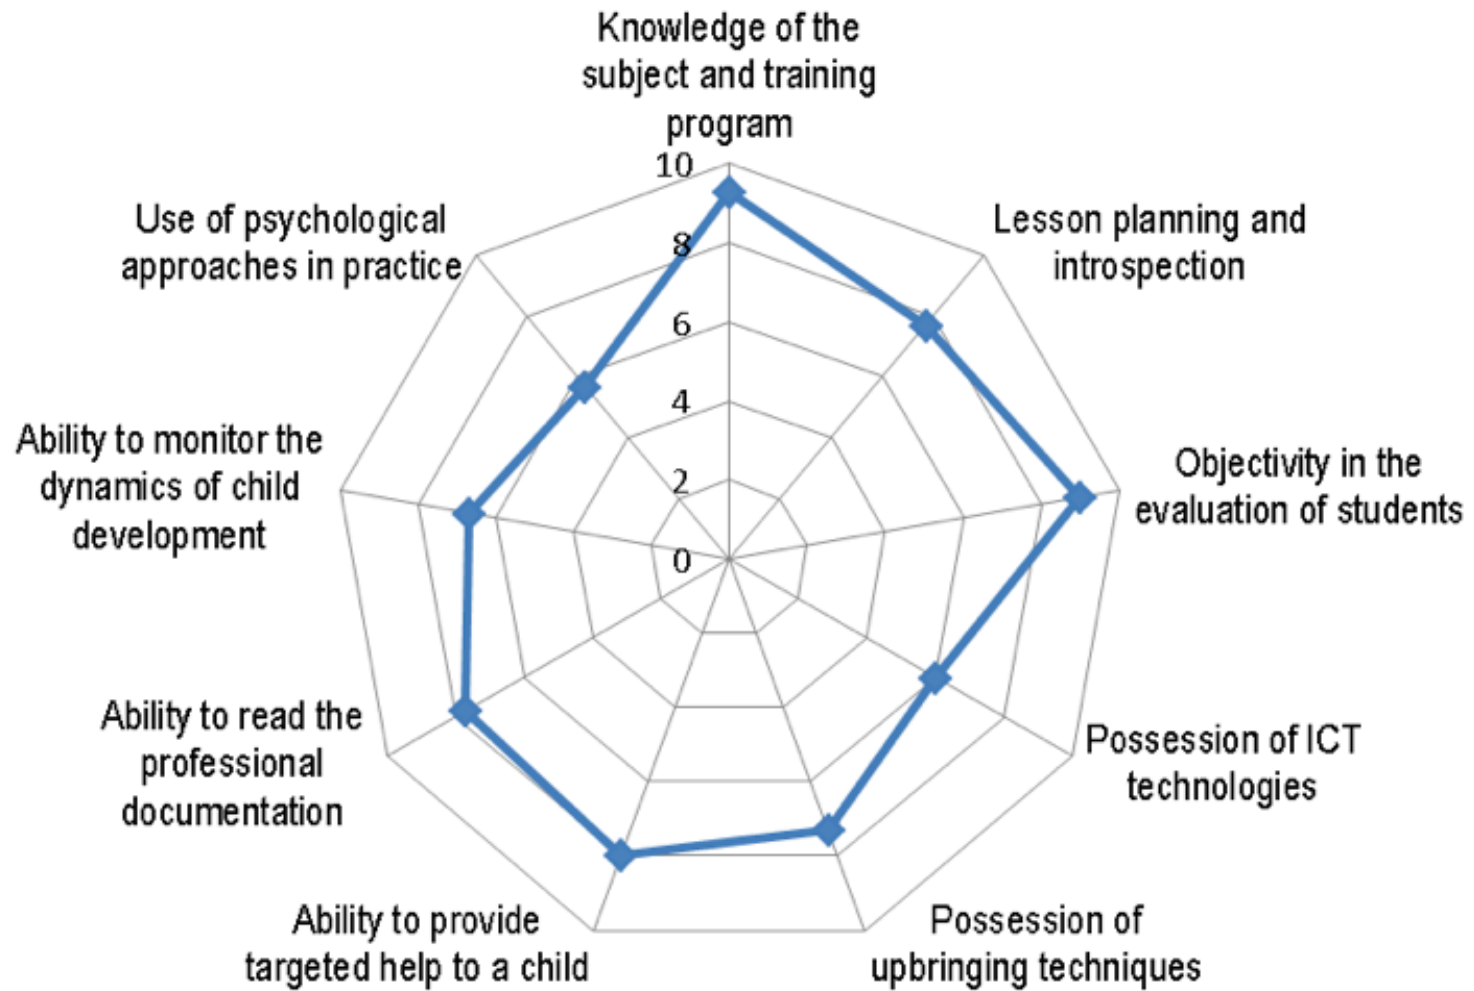 Knowledge of the
subject and training
program
10
8
6
4
2
0
Lesson planning and
introspection
Objectivity in the
evaluation of students
Possession of ICT
technologies
Possession of
upbringing techniques
Ability to provide
targeted help to a child
Ability to read the
professional
documentation
Ability to monitor the
dynamics of child
development
Use of psychological
approaches in practice